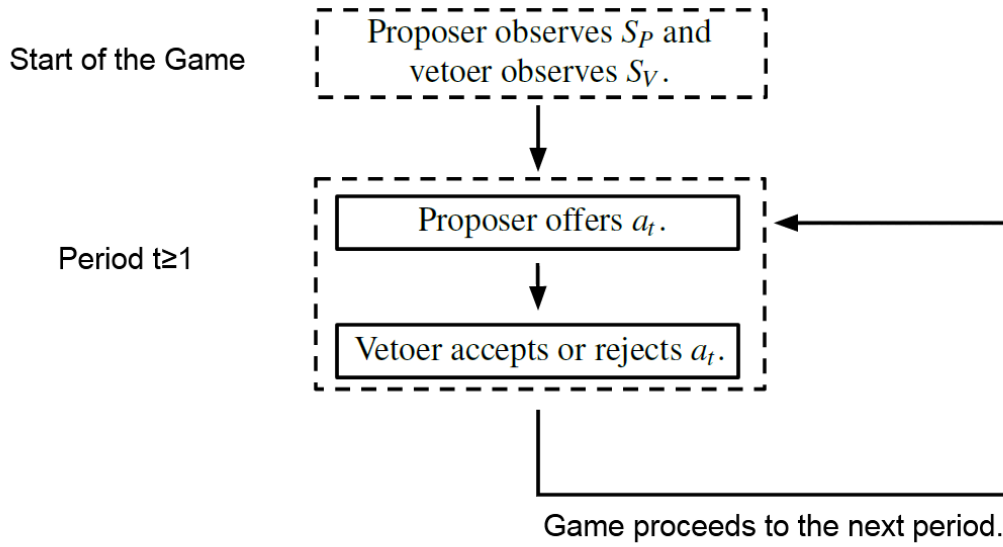 Start of the Game
Proposer observes S_P and
vetoer observes S_V.
Period t≥1
Proposer offers a_t.
Vetoer accepts or rejects a_t.
Game proceeds to the next period.